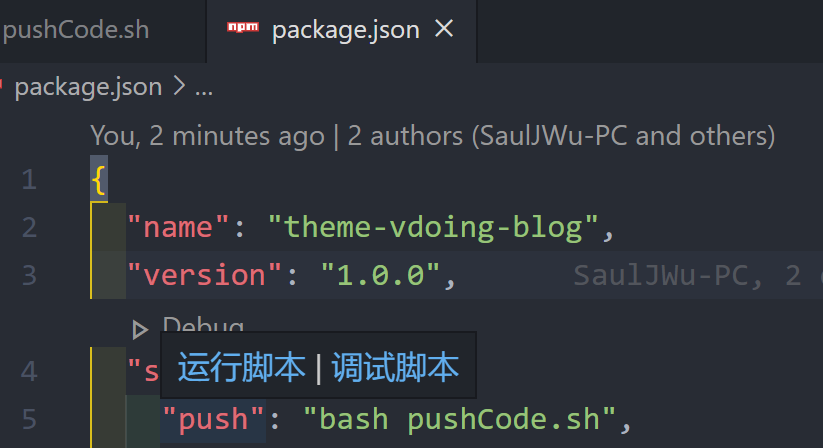 pushCode.sh npm package.json ×
package.json > ...
You, 2 minutes ago | 2 authors (SaulJWu-PC and others)
1 {
2 "name": "theme-vdoing-blog",
3 "version": "1.0.0", SaulJWu-PC, 2
Debug
4 "s
运行脚本 | 调试脚本
5 "push": "bash pushCode.sh",